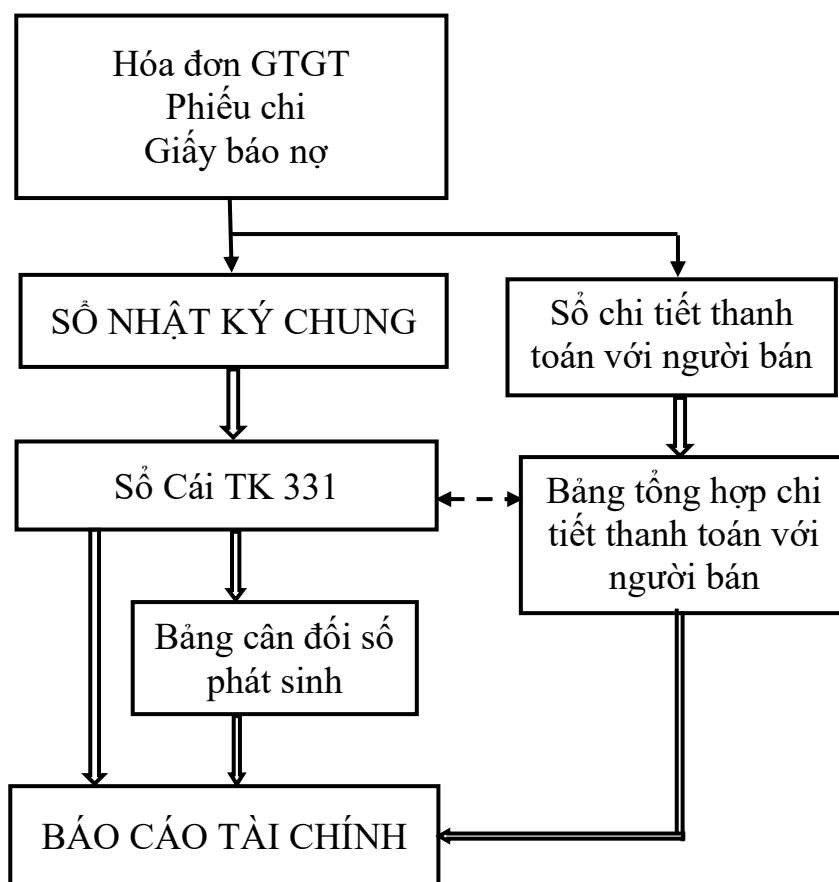 Hóa đơn GTGT
Phiếu chi
Giấy báo nợ
SỔ NHẬT KÝ CHUNG
Sổ chi tiết thanh
toán với người bán
Sổ Cái TK 331
Bảng tổng hợp chi
tiết thanh toán với
người bán
Bảng cân đối số
phát sinh
BÁO CÁO TÀI CHÍNH